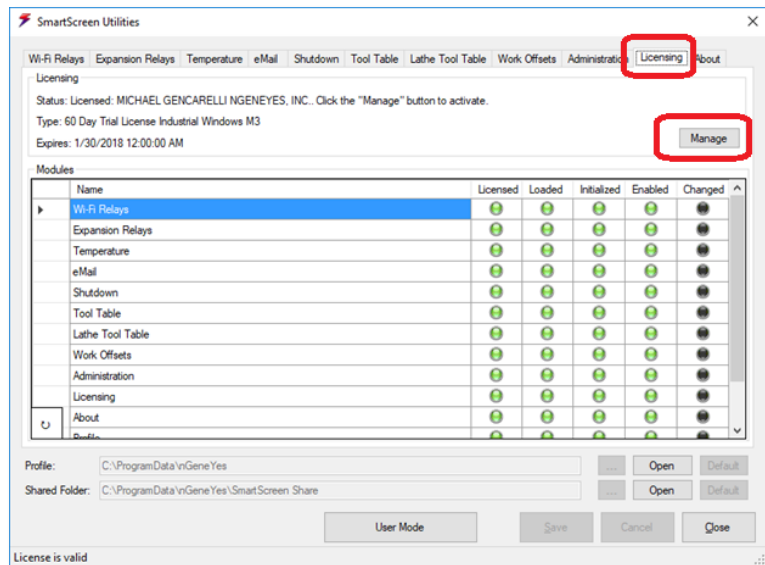 SmartScreen Utilities
Wi-Fi Relays Expansion Relays Temperature eMail Shutdown Tool Table Lathe Tool Table Work Offsets Administration Licensing About
Licensing
Status: Licensed: MICHAEL GENCARELLI NGENEYES, INC.. Click the "Manage" button to activate.
Type: 60 Day Trial License Industrial Windows M3
Expires: 1/30/2018 12:00:00 AM
Manage
Modules
Name Licensed Loaded Initialized Enabled Changed
Wi-Fi Relays
Expansion Relays
Temperature
eMail
Shutdown
Tool Table
Lathe Tool Table
Work Offsets
Administration
Licensing
About
Profile
Profile: C:\ProgramData\nGeneYes ... Open Default
Shared Folder: C:\ProgramData\nGeneYes\SmartScreen Share ... Open Default
User Mode Save Cancel Close
License is valid